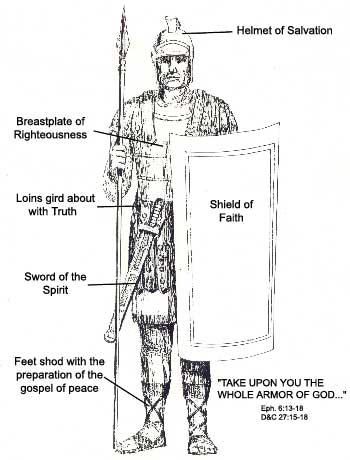 Helmet of Salvation
Breastplate of
Righteousness
Loins gird about
with Truth
Shield of
Faith
Sword of the
Spirit
Feet shod with the
preparation of the
gospel of peace
"TAKE UPON YOU THE
WHOLE ARMOR OF GOD..."
Eph. 6:13-18
D&C 27:15-18